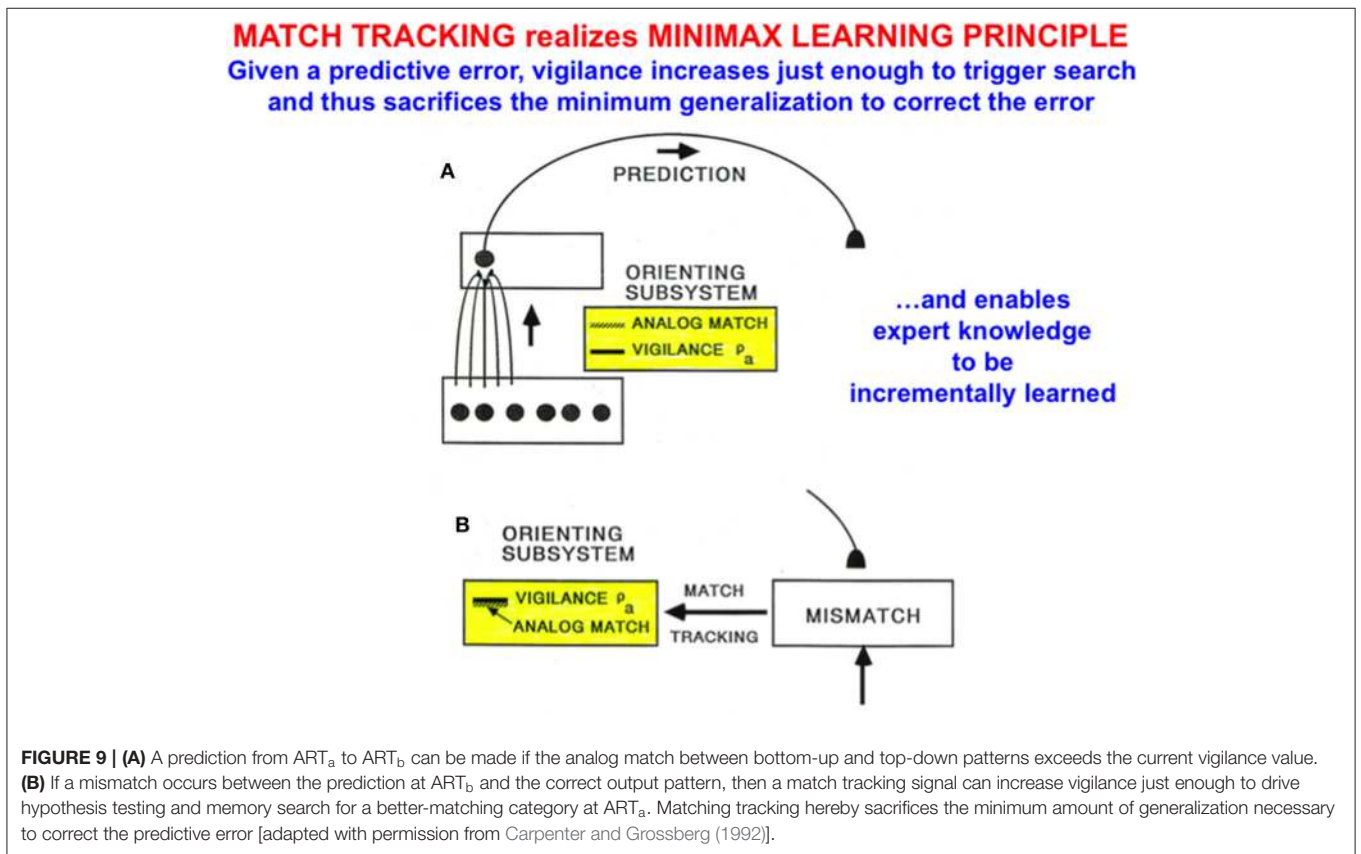 MATCH TRACKING realizes MINIMAX LEARNING PRINCIPLE
Given a predictive error, vigilance increases just enough to trigger search
and thus sacrifices the minimum generalization to correct the error
A
PREDICTION
ORIENTING
SUBSYSTEM
ANALOG MATCH
VIGILANCE ρa
...and enables
expert knowledge
to be
incrementally learned
B
ORIENTING
SUBSYSTEM
VIGILANCE ρa
ANALOG MATCH
MATCH
TRACKING
MISMATCH
FIGURE 9 | (A) A prediction from ARTa to ARTb can be made if the analog match between bottom-up and top-down patterns exceeds the current vigilance value.
(B) If a mismatch occurs between the prediction at ARTb and the correct output pattern, then a match tracking signal can increase vigilance just enough to drive
hypothesis testing and memory search for a better-matching category at ARTa. Matching tracking hereby sacrifices the minimum amount of generalization necessary
to correct the predictive error [adapted with permission from Carpenter and Grossberg (1992)].